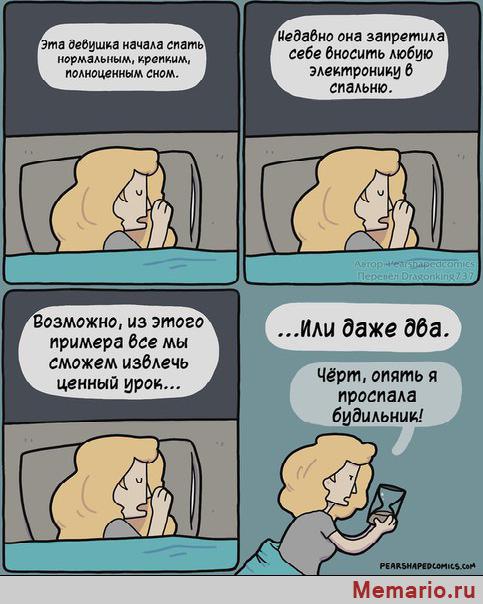 Эта девушка начала спать
нормальным, крепким,
полноценным сном.
Недавно она запретила
себе вносить любую
электронику в
спальню.
Автор: Pearshapedcomics
Перевёл Dragonking737
Возможно, из этого
примера все мы
сможем извлечь
ценный урок...
...Или даже два.
Чёрт, опять я
проспала
будильник!
PEARSHAPEDCOMICS.COM
Memario.ru